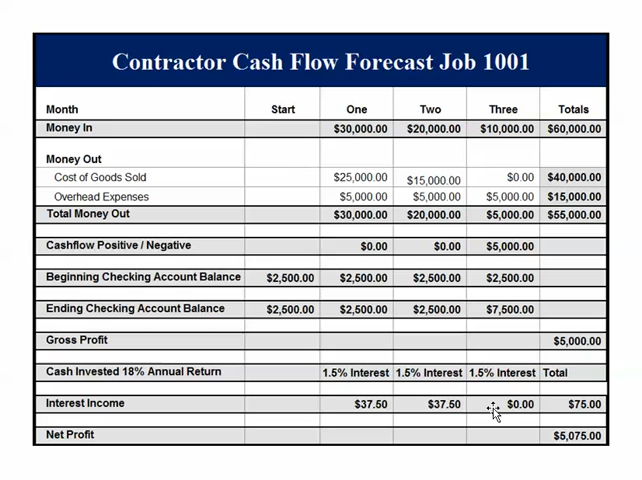 Contractor Cash Flow Forecast Job 1001
Month Start One Two Three Totals
Money In $30,000.00 $20,000.00 $10,000.00 $60,000.00
Money Out
Cost of Goods Sold $25,000.00 $15,000.00 $0.00 $40,000.00
Overhead Expenses $5,000.00 $5,000.00 $5,000.00 $15,000.00
Total Money Out $30,000.00 $20,000.00 $5,000.00 $55,000.00
Cashflow Positive / Negative $0.00 $0.00 $5,000.00
Beginning Checking Account Balance $2,500.00 $2,500.00 $2,500.00 $2,500.00
Ending Checking Account Balance $2,500.00 $2,500.00 $2,500.00 $7,500.00
Gross Profit $5,000.00
Cash Invested 18% Annual Return 1.5% Interest 1.5% Interest 1.5% Interest Total
Interest Income $37.50 $37.50 $0.00 $75.00
Net Profit $5,075.00